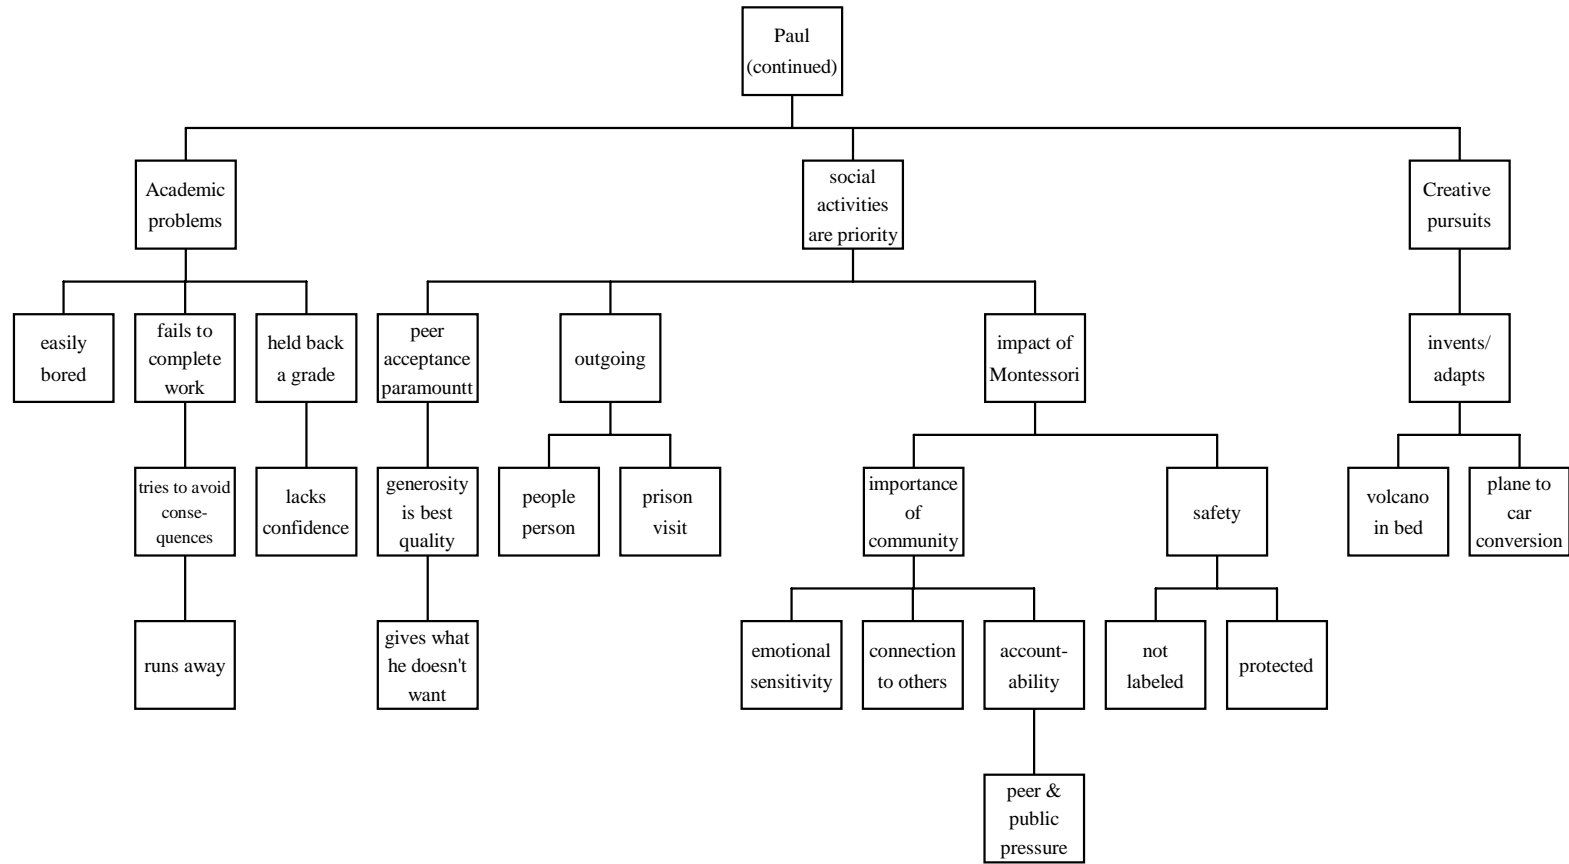 Paul
(continued)
Academic
problems
social
activities
are priority
Creative
pursuits
easily
bored
fails to
complete
work
held back
a grade
peer
acceptance
paramountt
outgoing
impact of
Montessori
invents/
adapts
tries to avoid
conse-
quences
lacks
confidence
generosity
is best
quality
people
person
prison
visit
importance
of
community
safety
volcano
in bed
plane to
car
conversion
runs away
gives what
he doesn't
want
emotional
sensitivity
connection
to others
account-
ability
not
labeled
protected
peer &
public
pressure